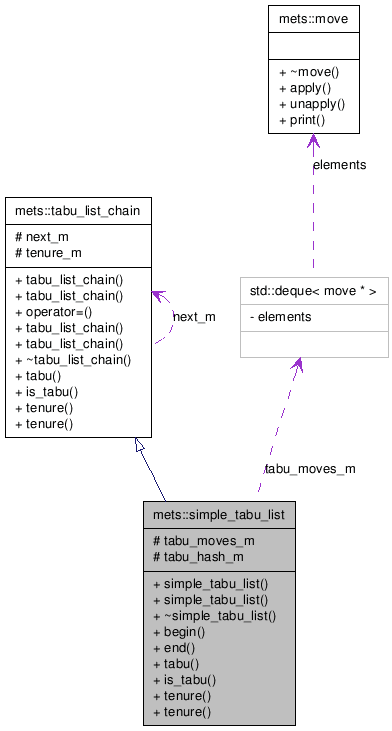 mets::move
+ ~move()
+ apply()
+ unapply()
+ print()
elements
mets::tabu_list_chain
# next_m
# tenure_m
+ tabu_list_chain()
+ tabu_list_chain()
+ operator=()
+ tabu_list_chain()
+ tabu_list_chain()
+ ~tabu_list_chain()
+ tabu()
+ is_tabu()
+ tenure()
+ tenure()
next_m
std::deque< move * >
- elements
tabu_moves_m
mets::simple_tabu_list
# tabu_moves_m
# tabu_hash_m
+ simple_tabu_list()
+ simple_tabu_list()
+ ~simple_tabu_list()
+ begin()
+ end()
+ tabu()
+ is_tabu()
+ tenure()
+ tenure()